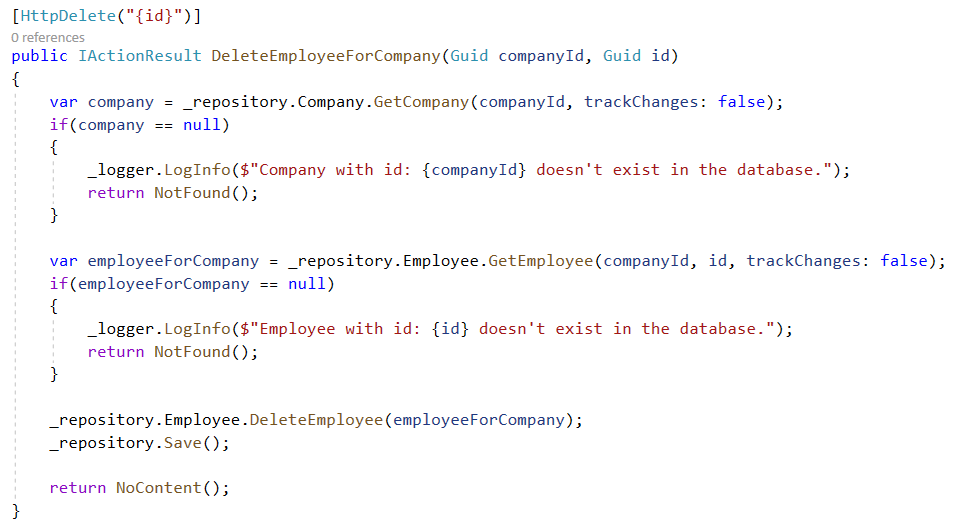 [HttpDelete("{id}")]
0 references
public IActionResult DeleteEmployeeForCompany(Guid companyId, Guid id)
{
    var company = _repository.Company.GetCompany(companyId, trackChanges: false);
    if(company == null)
    {
        _logger.LogInfo($"Company with id: {companyId} doesn't exist in the database.");
        return NotFound();
    }

    var employeeForCompany = _repository.Employee.GetEmployee(companyId, id, trackChanges: false);
    if(employeeForCompany == null)
    {
        _logger.LogInfo($"Employee with id: {id} doesn't exist in the database.");
        return NotFound();
    }

    _repository.Employee.DeleteEmployee(employeeForCompany);
    _repository.Save();

    return NoContent();
}